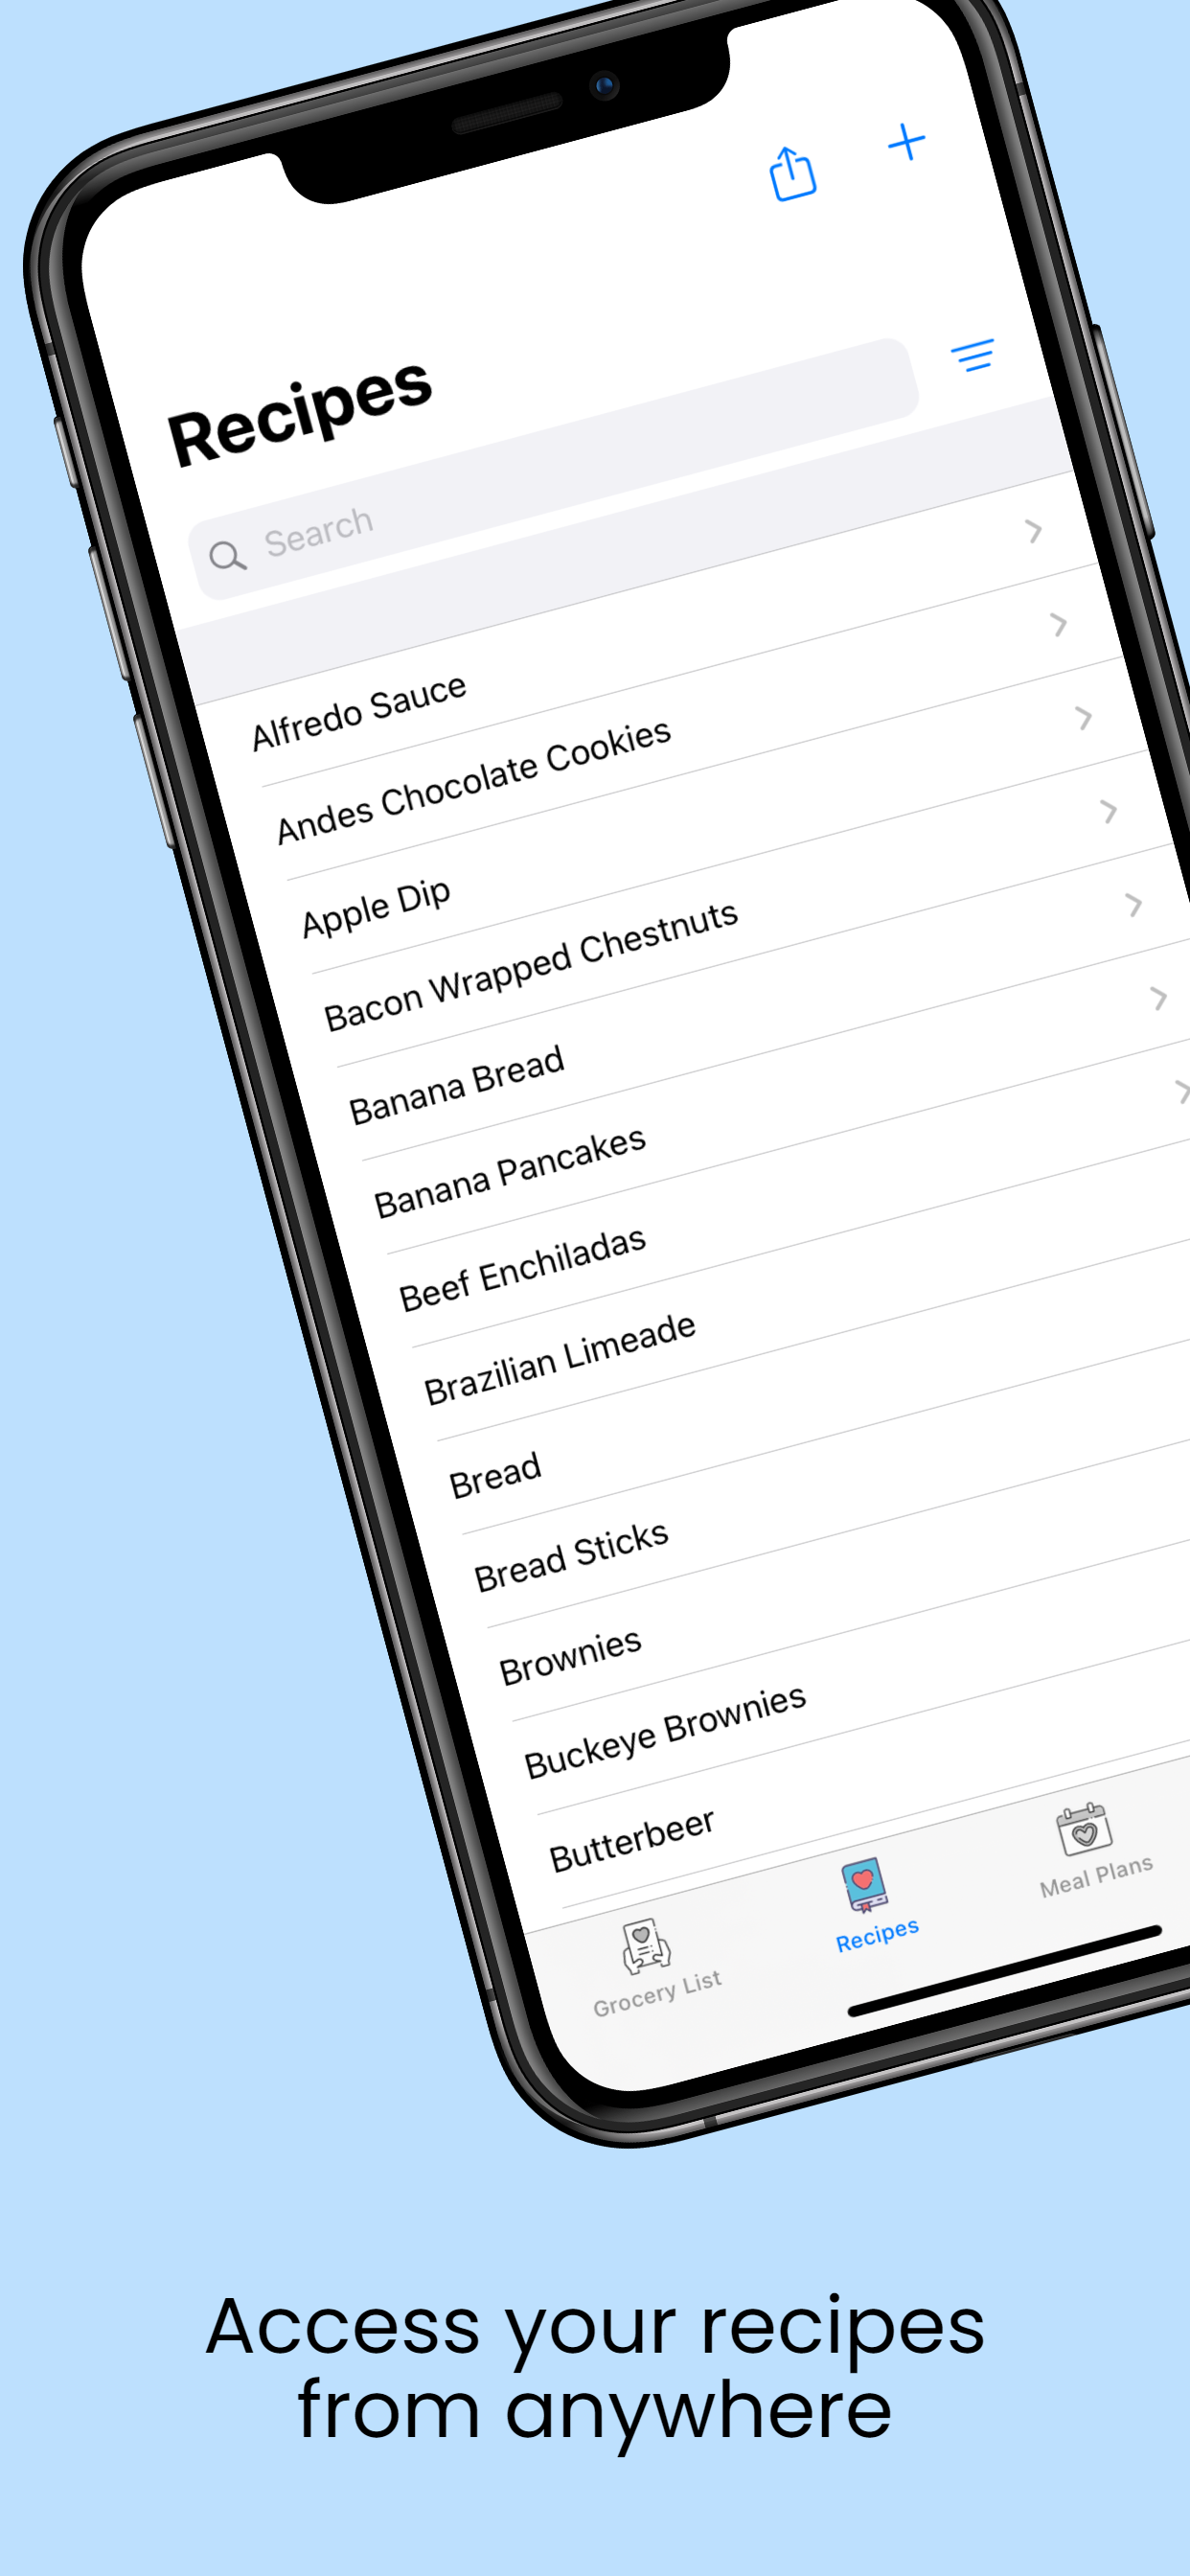 Recipes
Search
Alfredo Sauce
Andes Chocolate Cookies
Apple Dip
Bacon Wrapped Chestnuts
Banana Bread
Banana Pancakes
Beef Enchiladas
Brazilian Limeade
Bread
Bread Sticks
Brownies
Buckeye Brownies
Butterbeer
Grocery List
Recipes
Meal Plans
Access your recipes
from anywhere